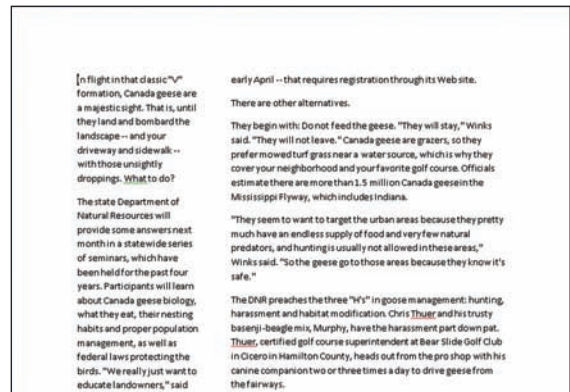 In flight in that classic "V"
formation, Canada geese are
a majestic sight. That is, until
they land and bombard the
landscape -- and your
driveway and sidewalk --
with those unsightly
droppings. What to do?
The state Department of
Natural Resources will
provide some answers next
month in a statewide series
of seminars, which have
been held for the past four
years. Participants will learn
about Canada geese biology,
what they eat, their nesting
habits and proper population
management, as well as
federal laws protecting the
birds. "We really just want to
educate landowners," said
early April -- that requires registration through its Web site.
There are other alternatives.
They begin with: Do not feed the geese. "They will stay," Winks
said. "They will not leave." Canada geese are grazers, so they
prefer mowed turf grass near a water source, which is why they
cover your neighborhood and your favorite golf course. Officials
estimate there are more than 1.5 million Canada geese in the
Mississippi Flyway, which includes Indiana.
"They seem to want to target the urban areas because they pretty
much have an endless supply of food and very few natural
predators, and hunting is usually not allowed in these areas,"
Winks said. "So the geese go to those areas because they know it's
safe."
The DNR preaches the three "H's" in goose management: hunting,
harassment and habitat modification. Chris Thuer and his trusty
basenji-beagle mix, Murphy, have the harassment part down pat.
Thuer, certified golf course superintendent at Bear Slide Golf Club
in Cicero in Hamilton County, heads out from the pro shop with his
canine companion two or three times a day to drive geese from
the fairways.